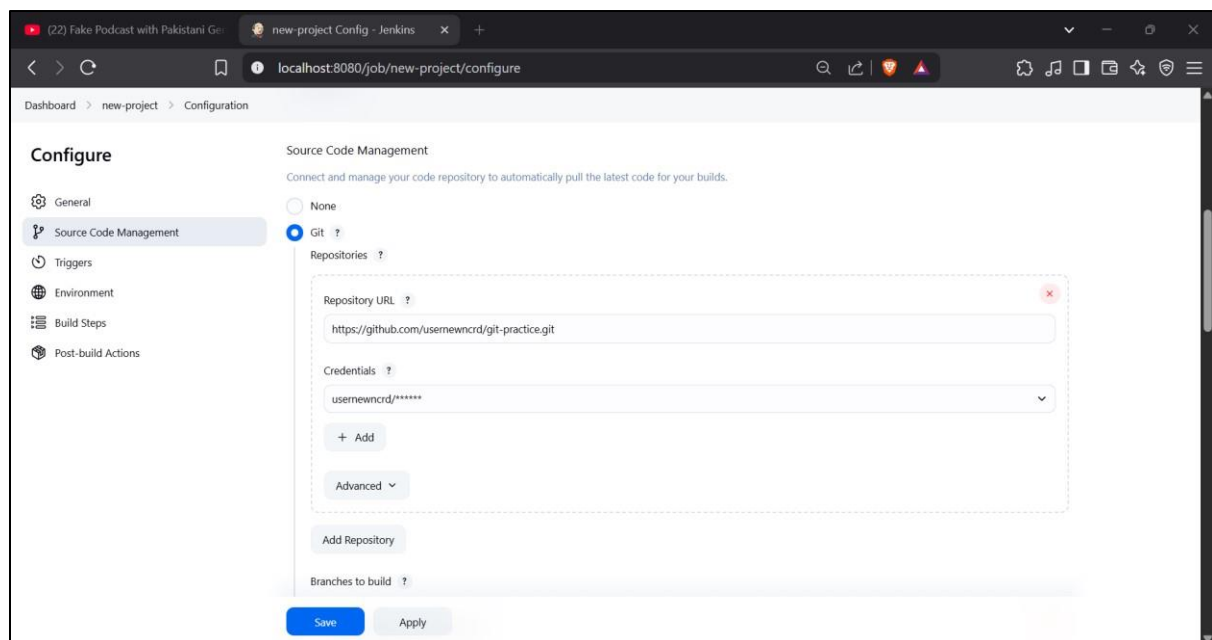 (22) Fake Podcast with Pakistani Ge
new-project Config - Jenkins
localhost:8080/job/new-project/configure
Dashboard > new-project > Configuration
Configure
General
Source Code Management
Triggers
Environment
Build Steps
Post-build Actions
Source Code Management
Connect and manage your code repository to automatically pull the latest code for your builds.
None
Git ?
Repositories ?
Repository URL ?
https://github.com/usernewncrd/git-practice.git
Credentials ?
usernewncrd/******
+ Add
Advanced
Add Repository
Branches to build ?
Save
Apply